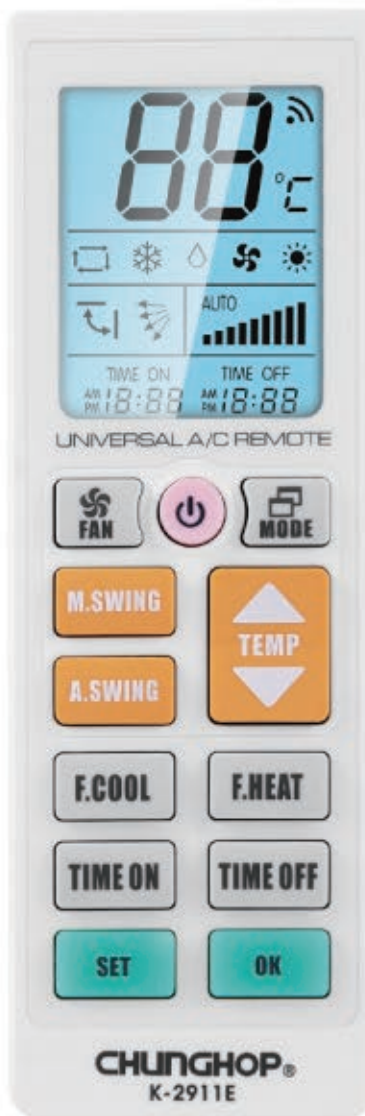 88
°C
AUTO
TIME ON TIME OFF
AM PM 18:88 AM PM 18:88
UNIVERSAL A/C REMOTE
FAN MODE
M.SWING
TEMP
A.SWING
F.COOL F.HEAT
TIME ON TIME OFF
SET OK
CHUNGHOP®
K-2911E